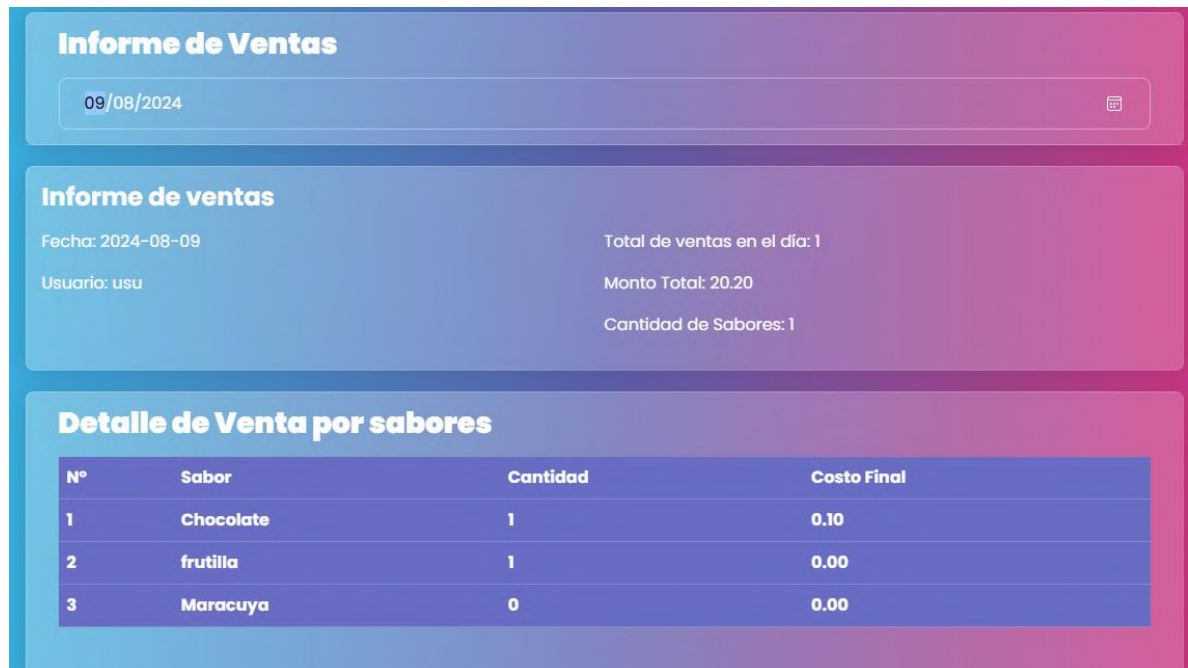 Informe de Ventas
09/08/2024
Informe de ventas
Fecha: 2024-08-09
Usuario: usu
Total de ventas en el día: 1
Monto Total: 20.20
Cantidad de Sabores: 1
Detalle de Venta por sabores
Nº Sabor Cantidad Costo Final
1 Chocolate 1 0.10
2 frutilla 1 0.00
3 Maracuya 0 0.00